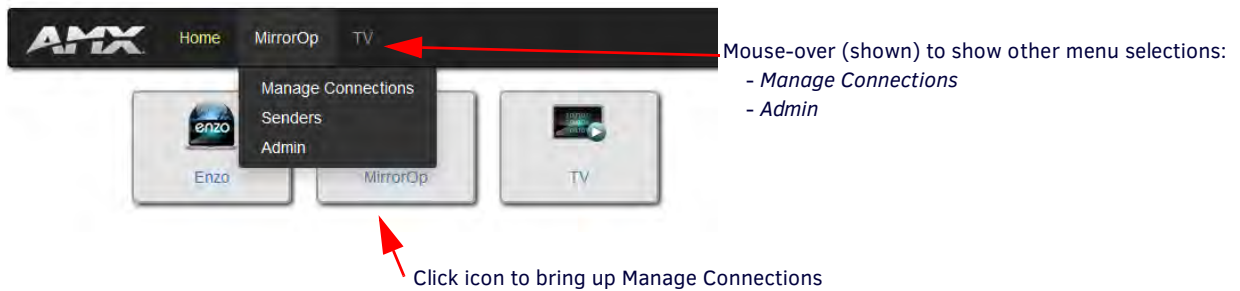 AMX Home MirrorOp TV
Mouse-over (shown) to show other menu selections:
- Manage Connections
- Admin
Manage Connections
Senders
Admin
enzo
Enzo MirrorOp TV
Click icon to bring up Manage Connections